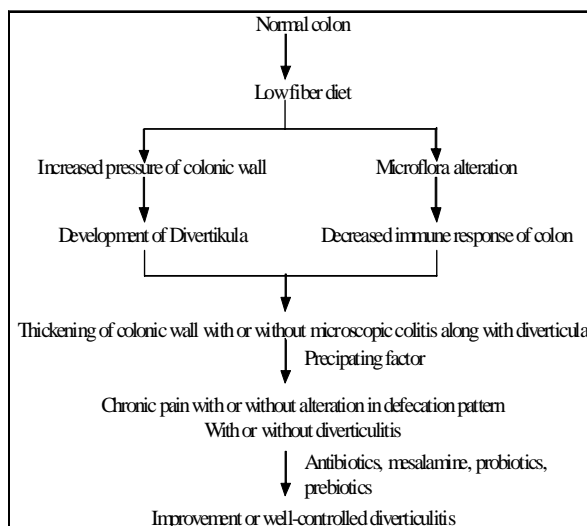 Normal colon
Low fiber diet
Increased pressure of colonic wall
Microflora alteration
Development of Divertikula
Decreased immune response of colon
Thickening of colonic wall with or without microscopic colitis along with diverticula
Precipating factor
Chronic pain with or without alteration in defecation pattern
With or without diverticulitis
Antibiotics, mesalamine, probiotics,
prebiotics
Improvement or well-controlled diverticulitis